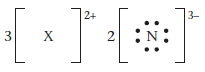 3[ X ]2+ 2[ N ]3–